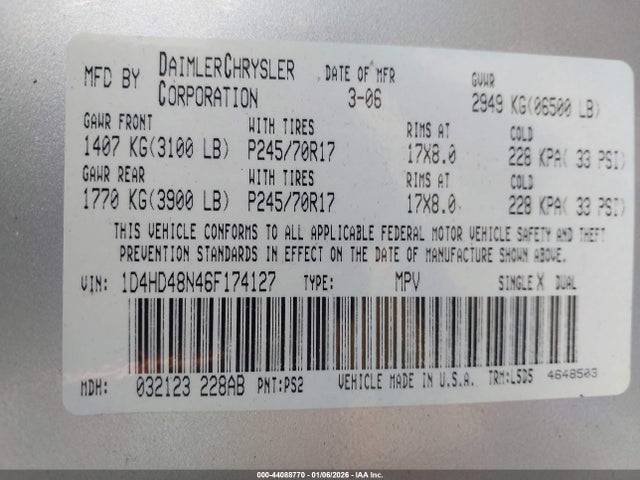 MFD BY DAIMLERCHRYSLER CORPORATION DATE OF MFR 3-06 GVWR 2949 KG(06500 LB)
GAWR FRONT WITH TIRES RIMS AT COLD
1407 KG(3100 LB) P245/70R17 17X8.0 228 KPA( 33 PSI)
GAWR REAR WITH TIRES RIMS AT COLD
1770 KG(3900 LB) P245/70R17 17X8.0 228 KPA( 33 PSI)
THIS VEHICLE CONFORMS TO ALL APPLICABLE FEDERAL MOTOR VEHICLE SAFETY AND THEFT
PREVENTION STANDARDS IN EFFECT ON THE DATE OF MANUFACTURE SHOWN ABOVE.
VIN: 1D4HD48N46F174127 TYPE: MPV SINGLE X DUAL
MDH: 032123 228AB PNT:PS2 VEHICLE MADE IN U.S.A. TRM:L5D5 4648503
000-44088770 - 01/06/2026 - IAA Inc.